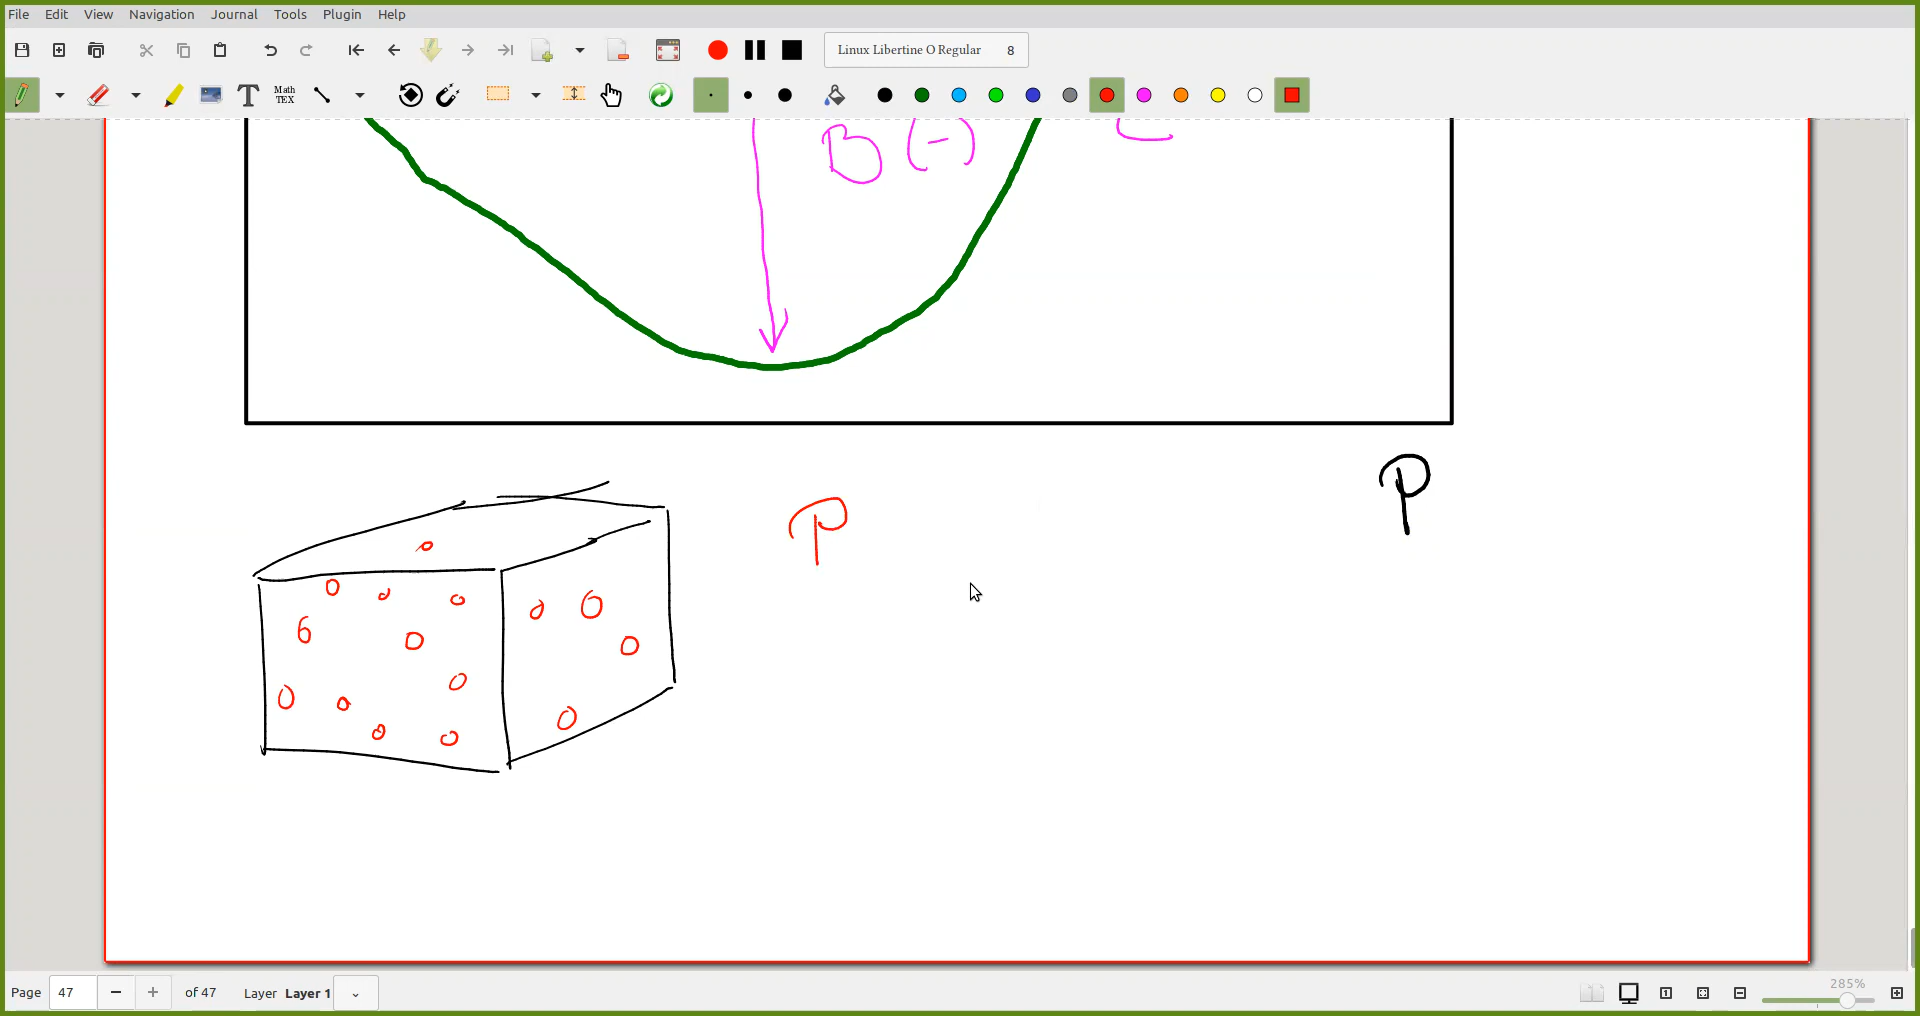 File Edit View Navigation Journal Tools Plugin Help
Linux Libertine O Regular 8
T Math TEX
B (-)
P
P
Page 47 of 47 Layer Layer 1 285%